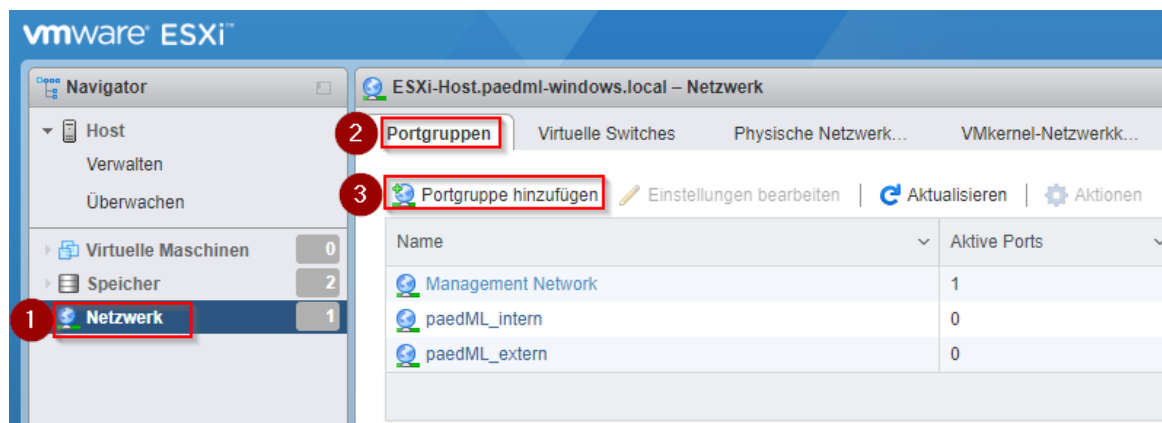 vmware® ESXi™
Navigator
ESXi-Host.paedml-windows.local – Netzwerk
Host
2 Portgruppen Virtuelle Switches Physische Netzwerk... VMkernel-Netzwerkk...
Verwalten
Überwachen
3 Portgruppe hinzufügen Einstellungen bearbeiten Aktualisieren Aktionen
Virtuelle Maschinen 0
Name Aktive Ports
Speicher 2
Management Network 1
1 Netzwerk 1
paedML_intern 0
paedML_extern 0